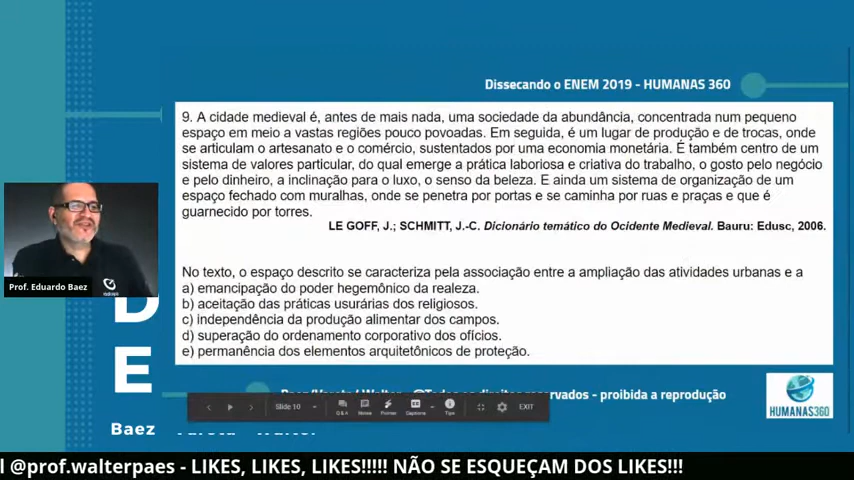 Dissecando o ENEM 2019 - HUMANAS 360
9. A cidade medieval é, antes de mais nada, uma sociedade da abundância, concentrada num pequeno
espaço em meio a vastas regiões pouco povoadas. Em seguida, é um lugar de produção e de trocas, onde
se articulam o artesanato e o comércio, sustentados por uma economia monetária. É também centro de um
sistema de valores particular, do qual emerge a prática laboriosa e criativa do trabalho, o gosto pelo negócio
e pelo dinheiro, a inclinação para o luxo, o senso da beleza. E ainda um sistema de organização de um
espaço fechado com muralhas, onde se penetra por portas e se caminha por ruas e praças e que é
guarnecido por torres.
LE GOFF, J.; SCHMITT, J.-C. Dicionário temático do Ocidente Medieval. Bauru: Edusc, 2006.
No texto, o espaço descrito se caracteriza pela associação entre a ampliação das atividades urbanas e a
a) emancipação do poder hegemônico da realeza.
b) aceitação das práticas usurárias dos religiosos.
c) independência da produção alimentar dos campos.
d) superação do ordenamento corporativo dos ofícios.
e) permanência dos elementos arquitetônicos de proteção.
Prof. Eduardo Baez
D
E
Baez
Slide 10
Q & A
Notes
Pointer
Captions
Tips
EXIT
vados - proibida a reprodução
HUMANAS360
l @prof.walterpaes - LIKES, LIKES, LIKES!!!!! NÃO SE ESQUEÇAM DOS LIKES!!!